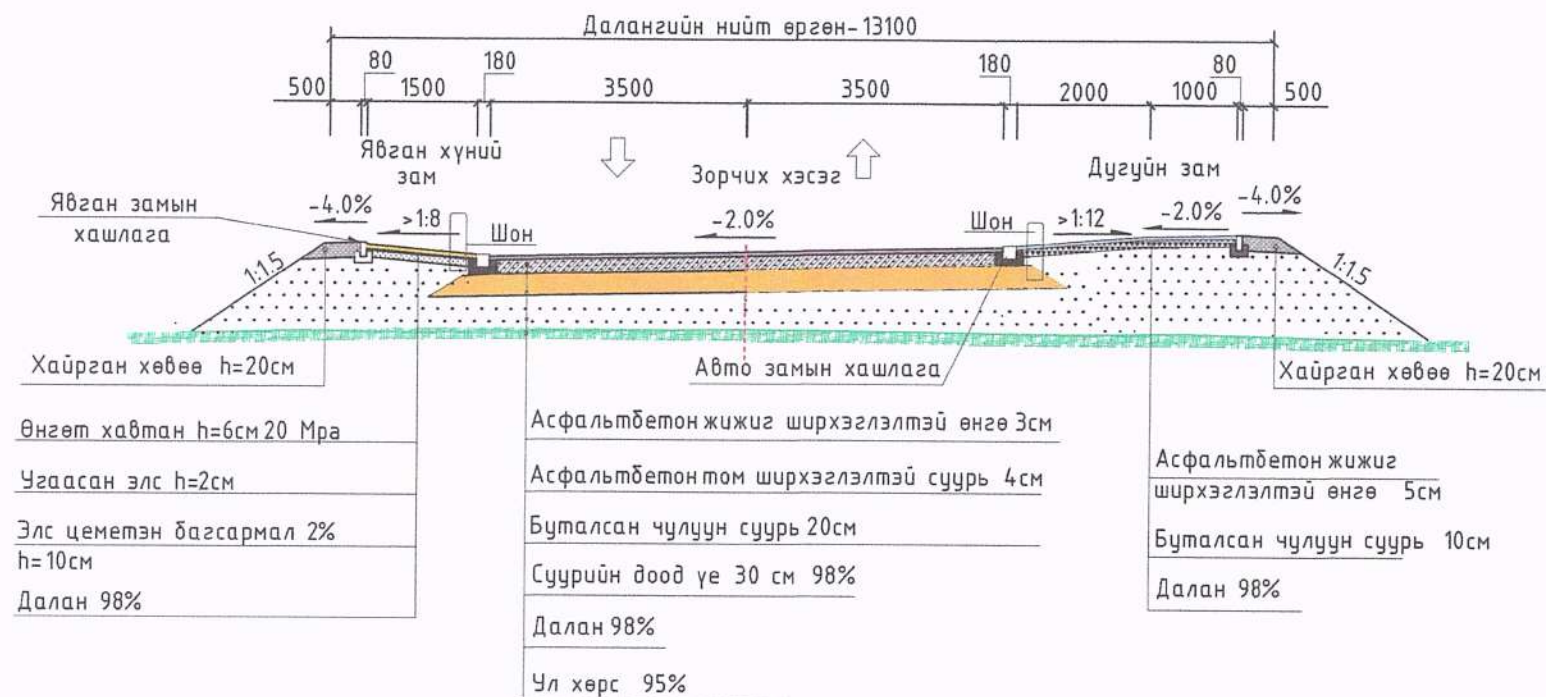 Далангийн нийт өргөн-13100
80 180 180 80
500 1500 3500 3500 2000 1000 500
Явган хүний
зам
Зорчих хэсэг
Дугуйн зам
Явган замын
хашлага
-4.0%
>1:8
Шон
-2.0%
Шон
>1:12
-2.0%
-4.0%
1:1.5
1:1.5
Хайрган хөвөө h=20см
Авто замын хашлага
Хайрган хөвөө h=20см
Өнгөт хавтан h=6см 20 Mpa
Угаасан элс h=2см
Элс цеметэн багсармал 2%
h=10см
Далан 98%
Асфальтбетон жижиг ширхэглэлтэй өнгө 3см
Асфальтбетон том ширхэглэлтэй суурь 4см
Буталсан чулуун суурь 20см
Суурийн доод үе 30 см 98%
Далан 98%
Ул хөрс 95%
Асфальтбетон жижиг
ширхэглэлтэй өнгө 5см
Буталсан чулуун суурь 10см
Далан 98%